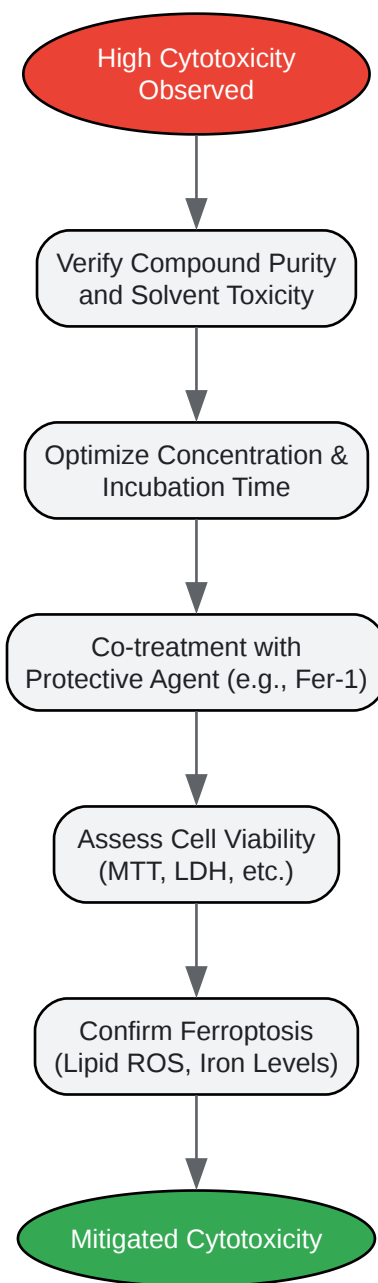 High Cytotoxicity
Observed
Verify Compound Purity
and Solvent Toxicity
Optimize Concentration &
Incubation Time
Co-treatment with
Protective Agent (e.g., Fer-1)
Assess Cell Viability
(MTT, LDH, etc.)
Confirm Ferroptosis
(Lipid ROS, Iron Levels)
Mitigated Cytotoxicity